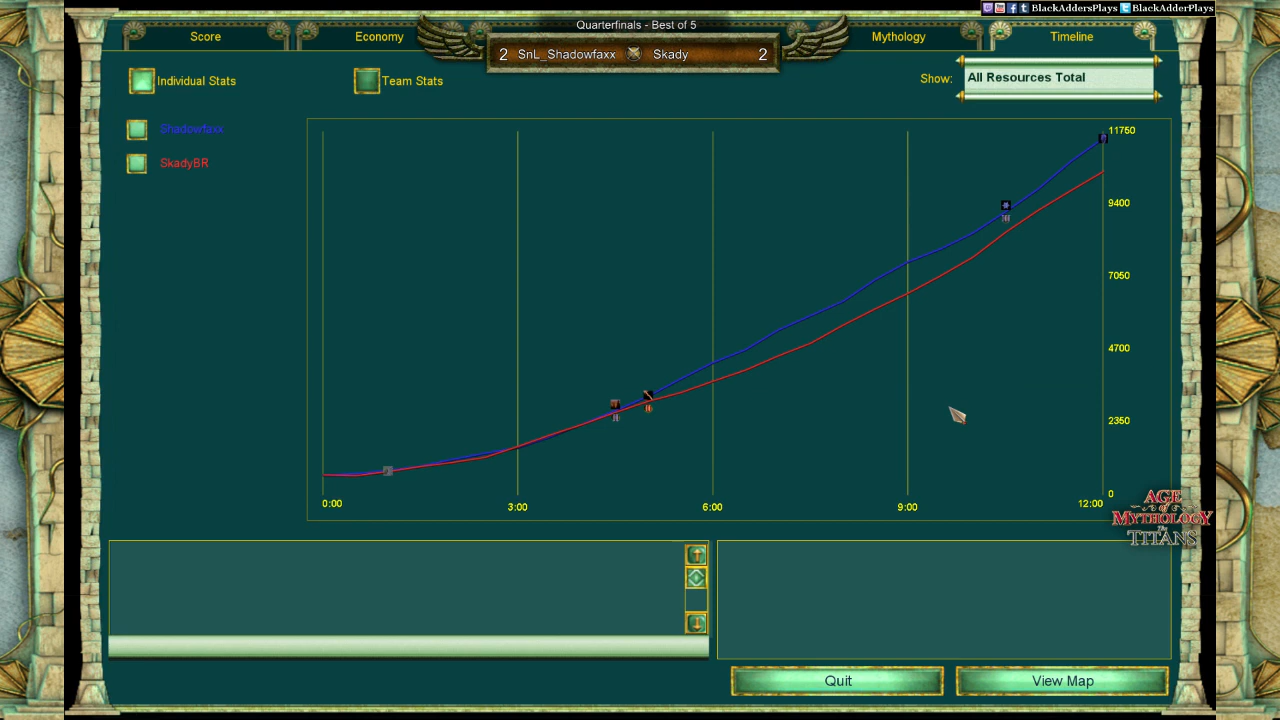 Quarterfinals - Best of 5
BlackAddersPlays BlackAdderPlays
Score
Economy
2 SnL_Shadowfaxx Skady 2
Mythology
Timeline
Individual Stats
Team Stats
Show:
All Resources Total
Shadowfaxx
SkadyBR
11750
9400
7050
4700
2350
0
0:00
3:00
6:00
9:00
12:00
AGE
of
MYTHOLOGY
The
TITANS
Quit
View Map